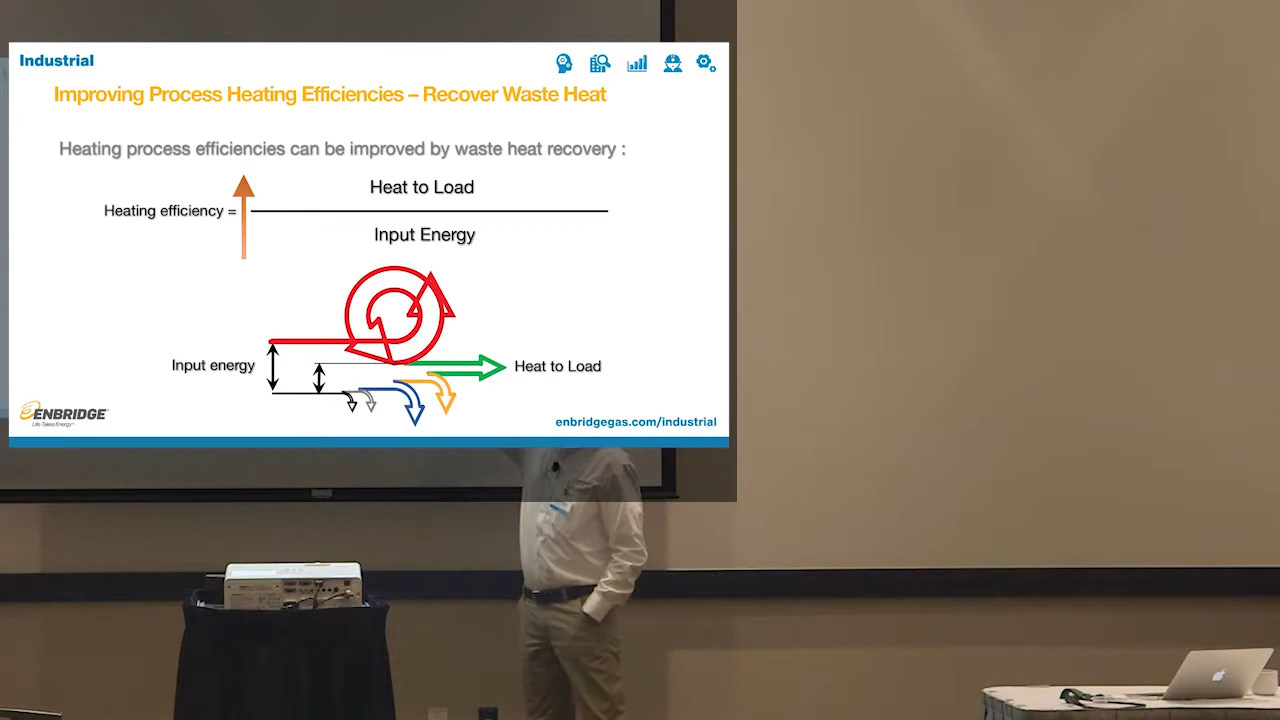 Industrial
Improving Process Heating Efficiencies – Recover Waste Heat
Heating process efficiencies can be improved by waste heat recovery :
Heat to Load
Heating efficiency =
Input Energy
Input energy
Heat to Load
ENBRIDGE
Life Takes Energy™
enbridgegas.com/industrial